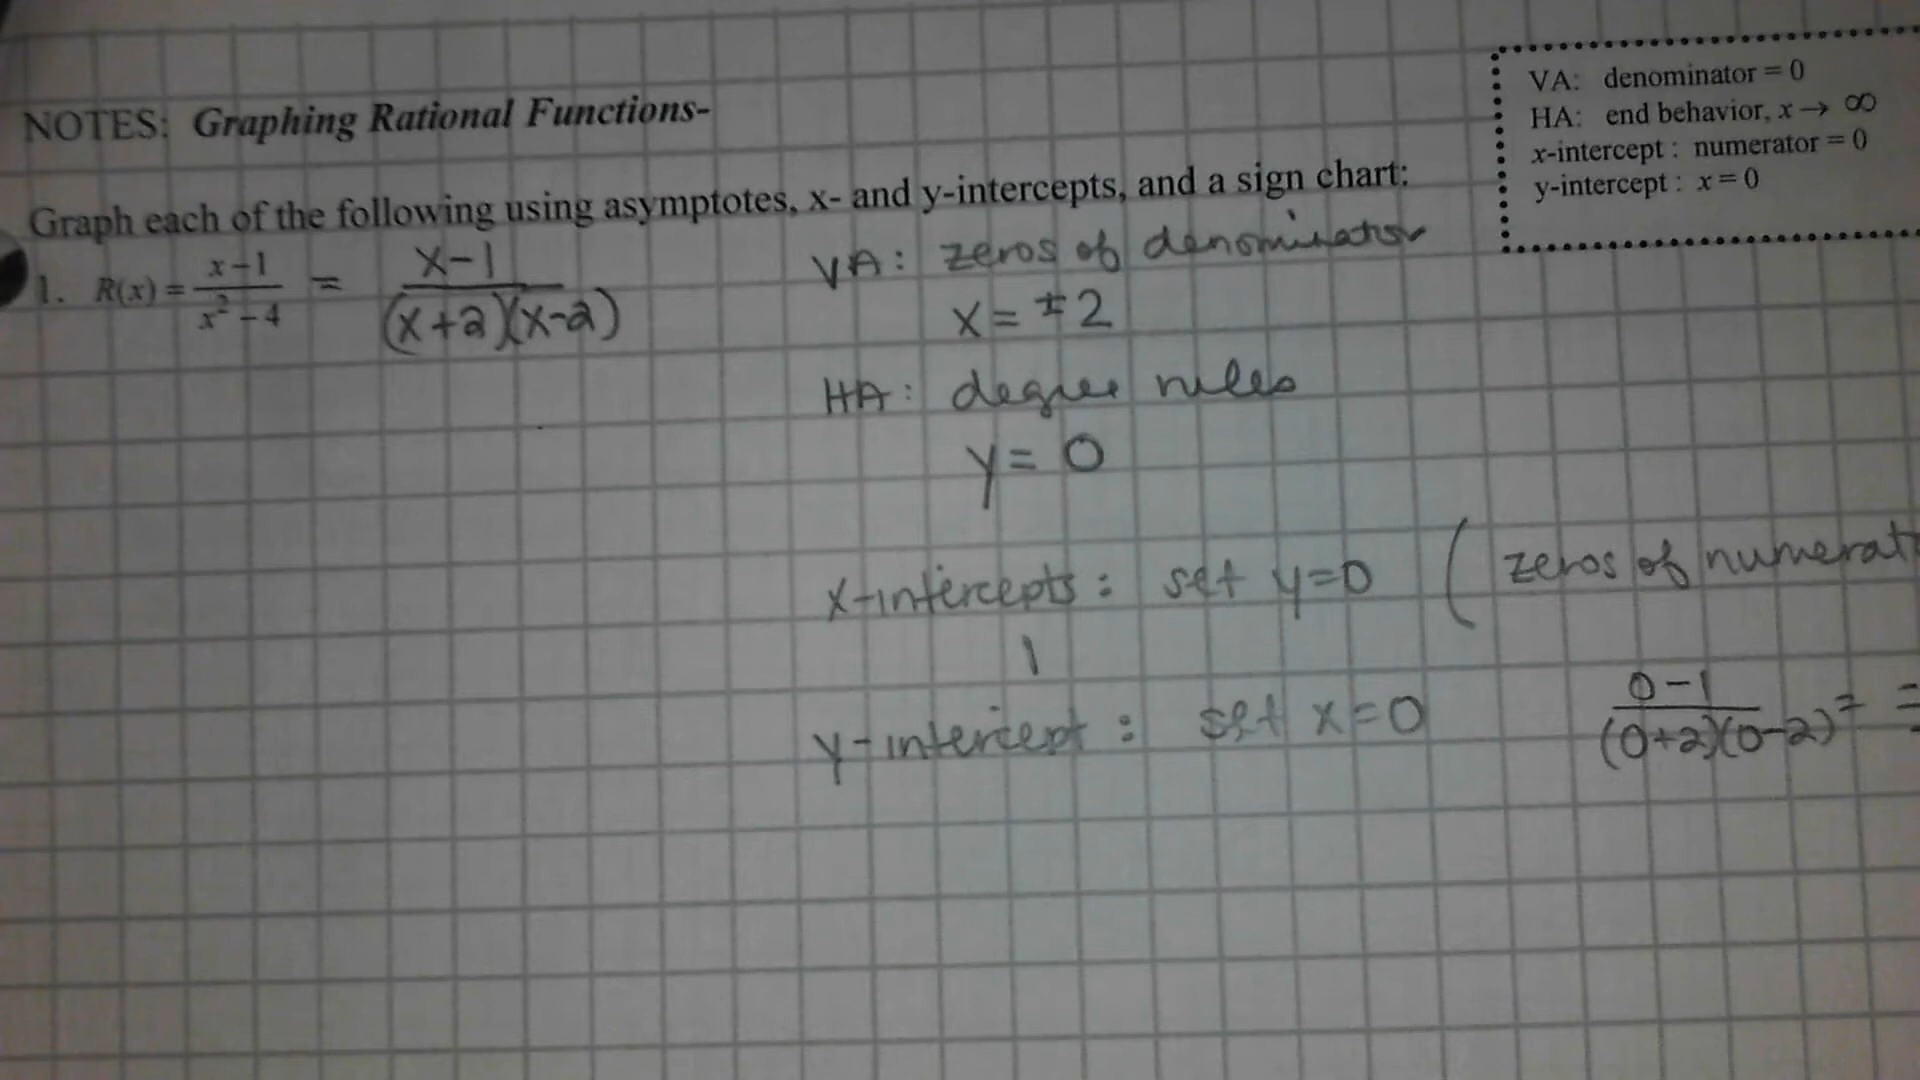 NOTES: Graphing Rational Functions-
VA: denominator = 0
HA: end behavior, x → ∞
x-intercept : numerator = 0
y-intercept : x = 0
Graph each of the following using asymptotes, x- and y-intercepts, and a sign chart:
1. R(x) = x-1 / x² - 4 = x-1 / (x+2)(x-2)
VA: zeros of denominator
x = ±2
HA: degree rules
y = 0
x-intercepts: set y=0 ( zeros of numerat
1
y-intercept: set x=0 0-1 / (0+2)(0-2) = =